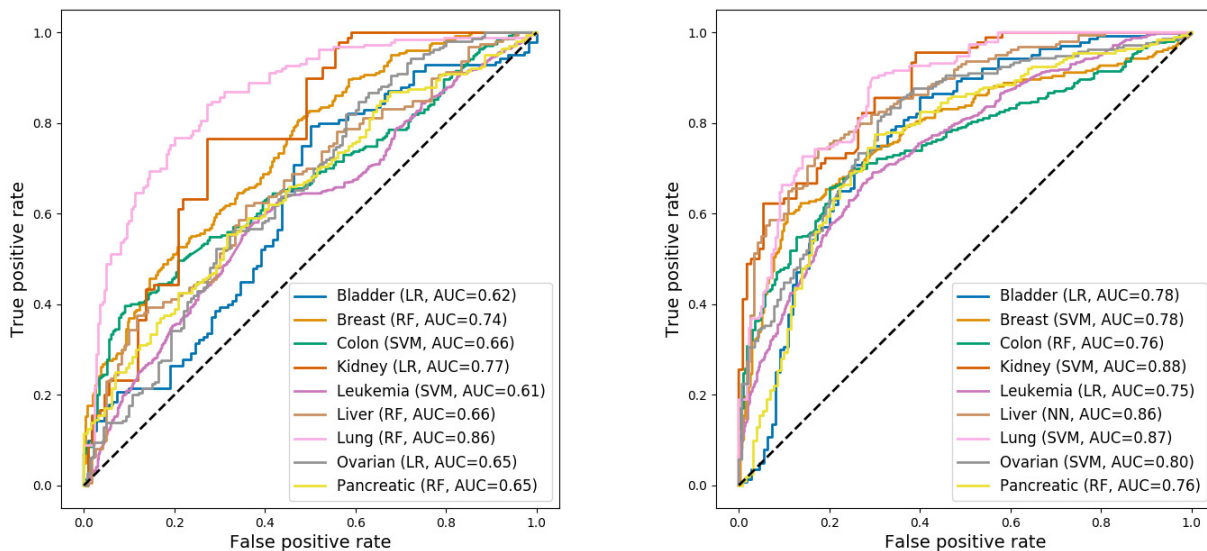 1.0
0.8
0.6
0.4
0.2
0.0
True positive rate
0.0 0.2 0.4 0.6 0.8 1.0
False positive rate
Bladder (LR, AUC=0.62)
Breast (RF, AUC=0.74)
Colon (SVM, AUC=0.66)
Kidney (LR, AUC=0.77)
Leukemia (SVM, AUC=0.61)
Liver (RF, AUC=0.66)
Lung (RF, AUC=0.86)
Ovarian (LR, AUC=0.65)
Pancreatic (RF, AUC=0.65)
1.0
0.8
0.6
0.4
0.2
0.0
True positive rate
0.0 0.2 0.4 0.6 0.8 1.0
False positive rate
Bladder (LR, AUC=0.78)
Breast (SVM, AUC=0.78)
Colon (RF, AUC=0.76)
Kidney (SVM, AUC=0.88)
Leukemia (LR, AUC=0.75)
Liver (NN, AUC=0.86)
Lung (SVM, AUC=0.87)
Ovarian (SVM, AUC=0.80)
Pancreatic (RF, AUC=0.76)